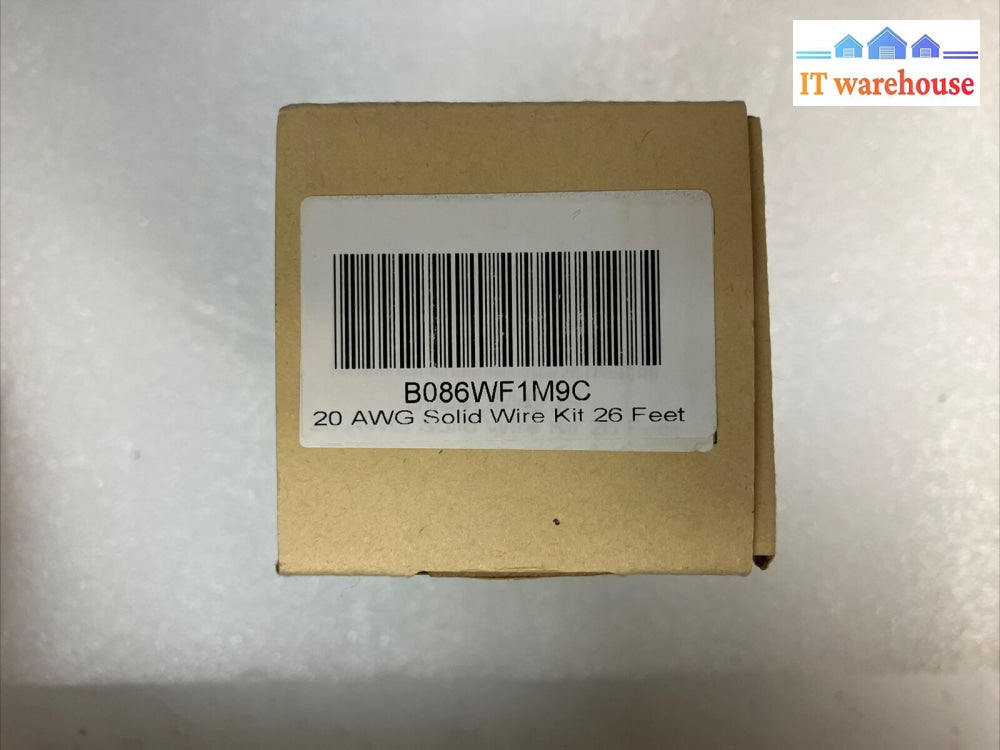 IT warehouse
B086WF1M9C
20 AWG Solid Wire Kit 26 Feet